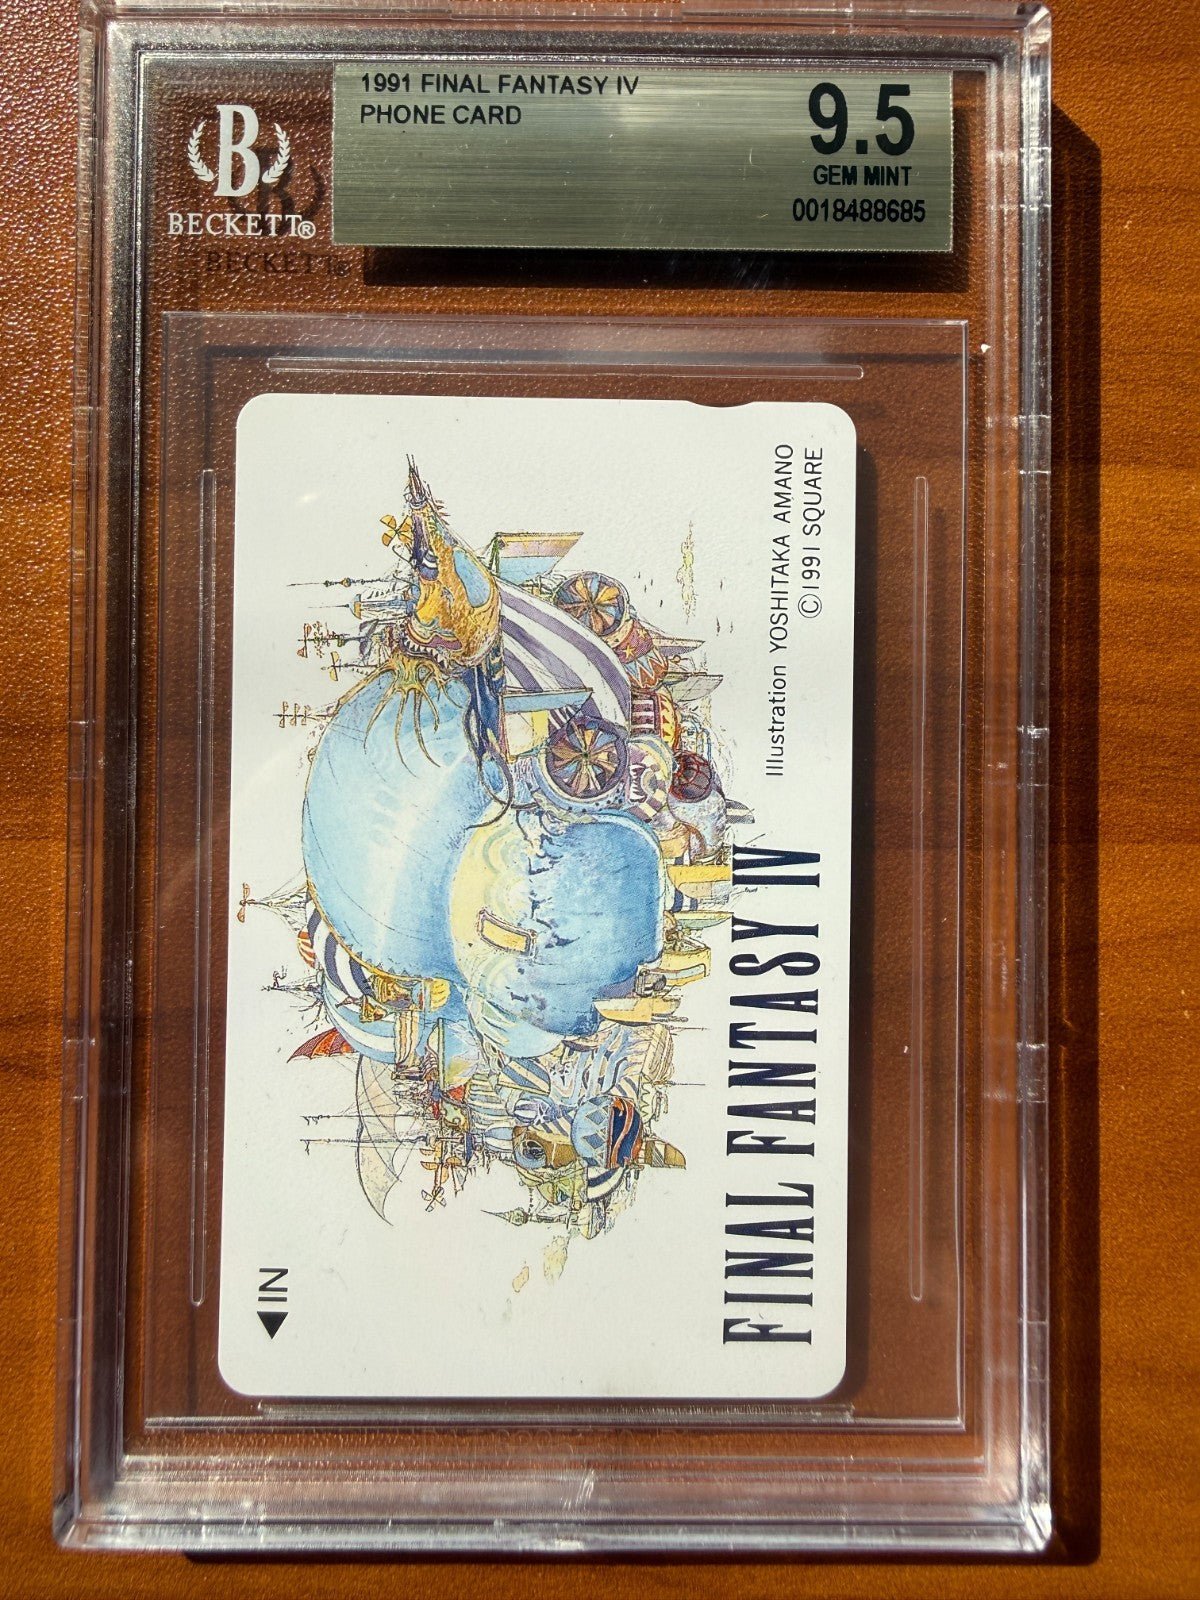 1991 FINAL FANTASY IV
PHONE CARD
9.5
GEM MINT
0018488685
B
BECKETT®
Illustration YOSHITAKA AMANO
©1991 SQUARE
FINAL FANTASY IV
◀IN